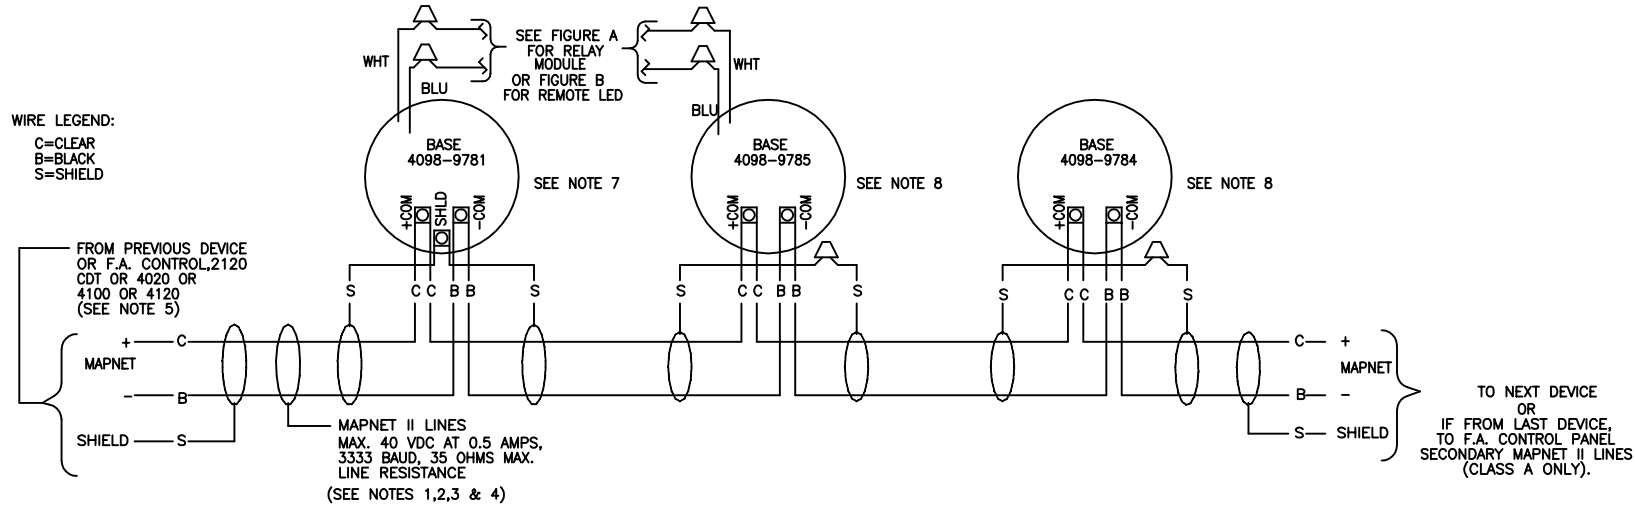 SEE FIGURE A
FOR RELAY
MODULE
OR FIGURE B
FOR REMOTE LED
WHT
BLU
WHT
BLU
WIRE LEGEND:
C=CLEAR
B=BLACK
S=SHIELD
BASE
4098-9781
SEE NOTE 7
+COM
SHLD
-COM
BASE
4098-9785
SEE NOTE 8
+COM
-COM
BASE
4098-9784
SEE NOTE 8
+COM
-COM
FROM PREVIOUS DEVICE
OR F.A. CONTROL,2120
CDT OR 4020 OR
4100 OR 4120
(SEE NOTE 5)
S C C B B S
S C C B B S
S C C B B S
+ C
MAPNET
- B
SHIELD S
MAPNET II LINES
MAX. 40 VDC AT 0.5 AMPS,
3333 BAUD, 35 OHMS MAX.
LINE RESISTANCE
(SEE NOTES 1,2,3 & 4)
C +
MAPNET
B -
S SHIELD
TO NEXT DEVICE
OR
IF FROM LAST DEVICE,
TO F.A. CONTROL PANEL
SECONDARY MAPNET II LINES
(CLASS A ONLY).